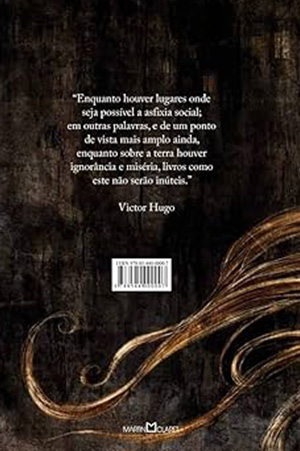 “Enquanto houver lugares onde
seja possível a asfixia social;
em outras palavras, e de um ponto
de vista mais amplo ainda,
enquanto sobre a terra houver
ignorância e miséria, livros como
este não serão inúteis.”
Victor Hugo
MARTIN CLARET